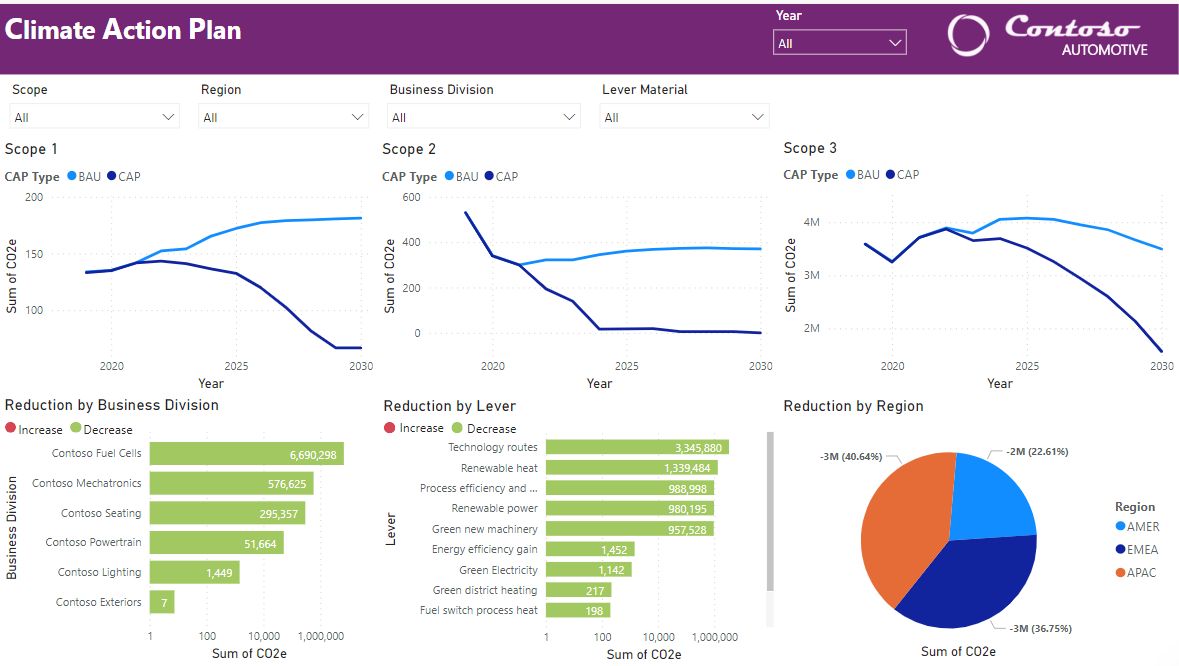 Climate Action Plan
Year
All
Contoso
AUTOMOTIVE
Scope
Region
Business Division
Lever Material
All
All
All
All
Scope 1
CAP Type BAU CAP
Sum of CO2e
200
150
100
2020
2025
2030
Year
Scope 2
CAP Type BAU CAP
Sum of CO2e
600
400
200
0
2020
2025
2030
Year
Scope 3
CAP Type BAU CAP
Sum of CO2e
4M
3M
2M
2020
2025
2030
Year
Reduction by Business Division
Increase Decrease
Business Division
Contoso Fuel Cells 6,690,298
Contoso Mechatronics 576,625
Contoso Seating 295,357
Contoso Powertrain 51,664
Contoso Lighting 1,449
Contoso Exteriors 7
1 100 10,000 1,000,000
Sum of CO2e
Reduction by Lever
Increase Decrease
Lever
Technology routes 3,345,880
Renewable heat 1,339,484
Process efficiency and ... 988,998
Renewable power 980,195
Green new machinery 957,528
Energy efficiency gain 1,452
Green Electricity 1,142
Green district heating 217
Fuel switch process heat 198
1 100 10,000 1,000,000
Sum of CO2e
Reduction by Region
-3M (40.64%)
-2M (22.61%)
-3M (36.75%)
Region
AMER
EMEA
APAC
Sum of CO2e